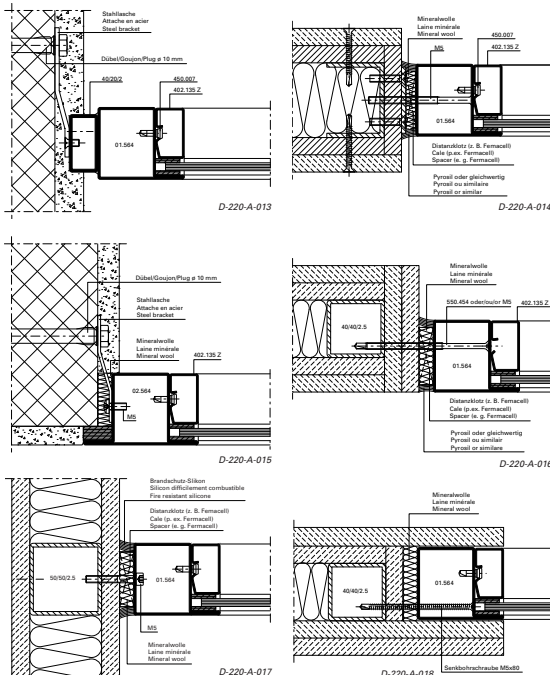 Stahllasche
Attache en acier
Steel bracket
Dübel/Goujon/Plug ø 10 mm
40/20/2
450.007
402.135 Z
01.564
D-220-A-013
Mineralwolle
Laine minérale
Mineral wool
M5
450.007
402.135 Z
01.564
Distanzklotz (z. B. Femacell)
Cale (p.ex. Fermacell)
Spacer (e. g. Fermacell)
Pyrosil oder gleichwertig
Pyrosil ou similaire
Pyrosil or similar
D-220-A-014
Dübel/Goujon/Plug ø 10 mm
Stahllasche
Attache en acier
Steel bracket
Mineralwolle
Laine minérale
Mineral wool
402.135 Z
02.564
M5
D-220-A-015
Mineralwolle
Laine minérale
Mineral wool
550.454 oder/ou/or M5
402.135 Z
40/40/2.5
01.564
Distanzklotz (z. B. Femacell)
Cale (p.ex. Fermacell)
Spacer (e. g. Fermacell)
Pyrosil oder gleichwertig
Pyrosil ou similair
Pyrosil or similare
D-220-A-016
Brandschutz-Silikon
Silicon difficilement combustible
Fire resistant silicone
Distanzklotz (z. B. Femacell)
Cale (p. ex. Fermacell)
Spacer (e. g. Fermacell)
50/50/2.5
01.564
M5
Mineralwolle
Laine minérale
Mineral wool
D-220-A-017
Mineralwolle
Laine minérale
Mineral wool
40/40/2.5
01.564
Senkbohrschraube M5x80
D-220-A-018